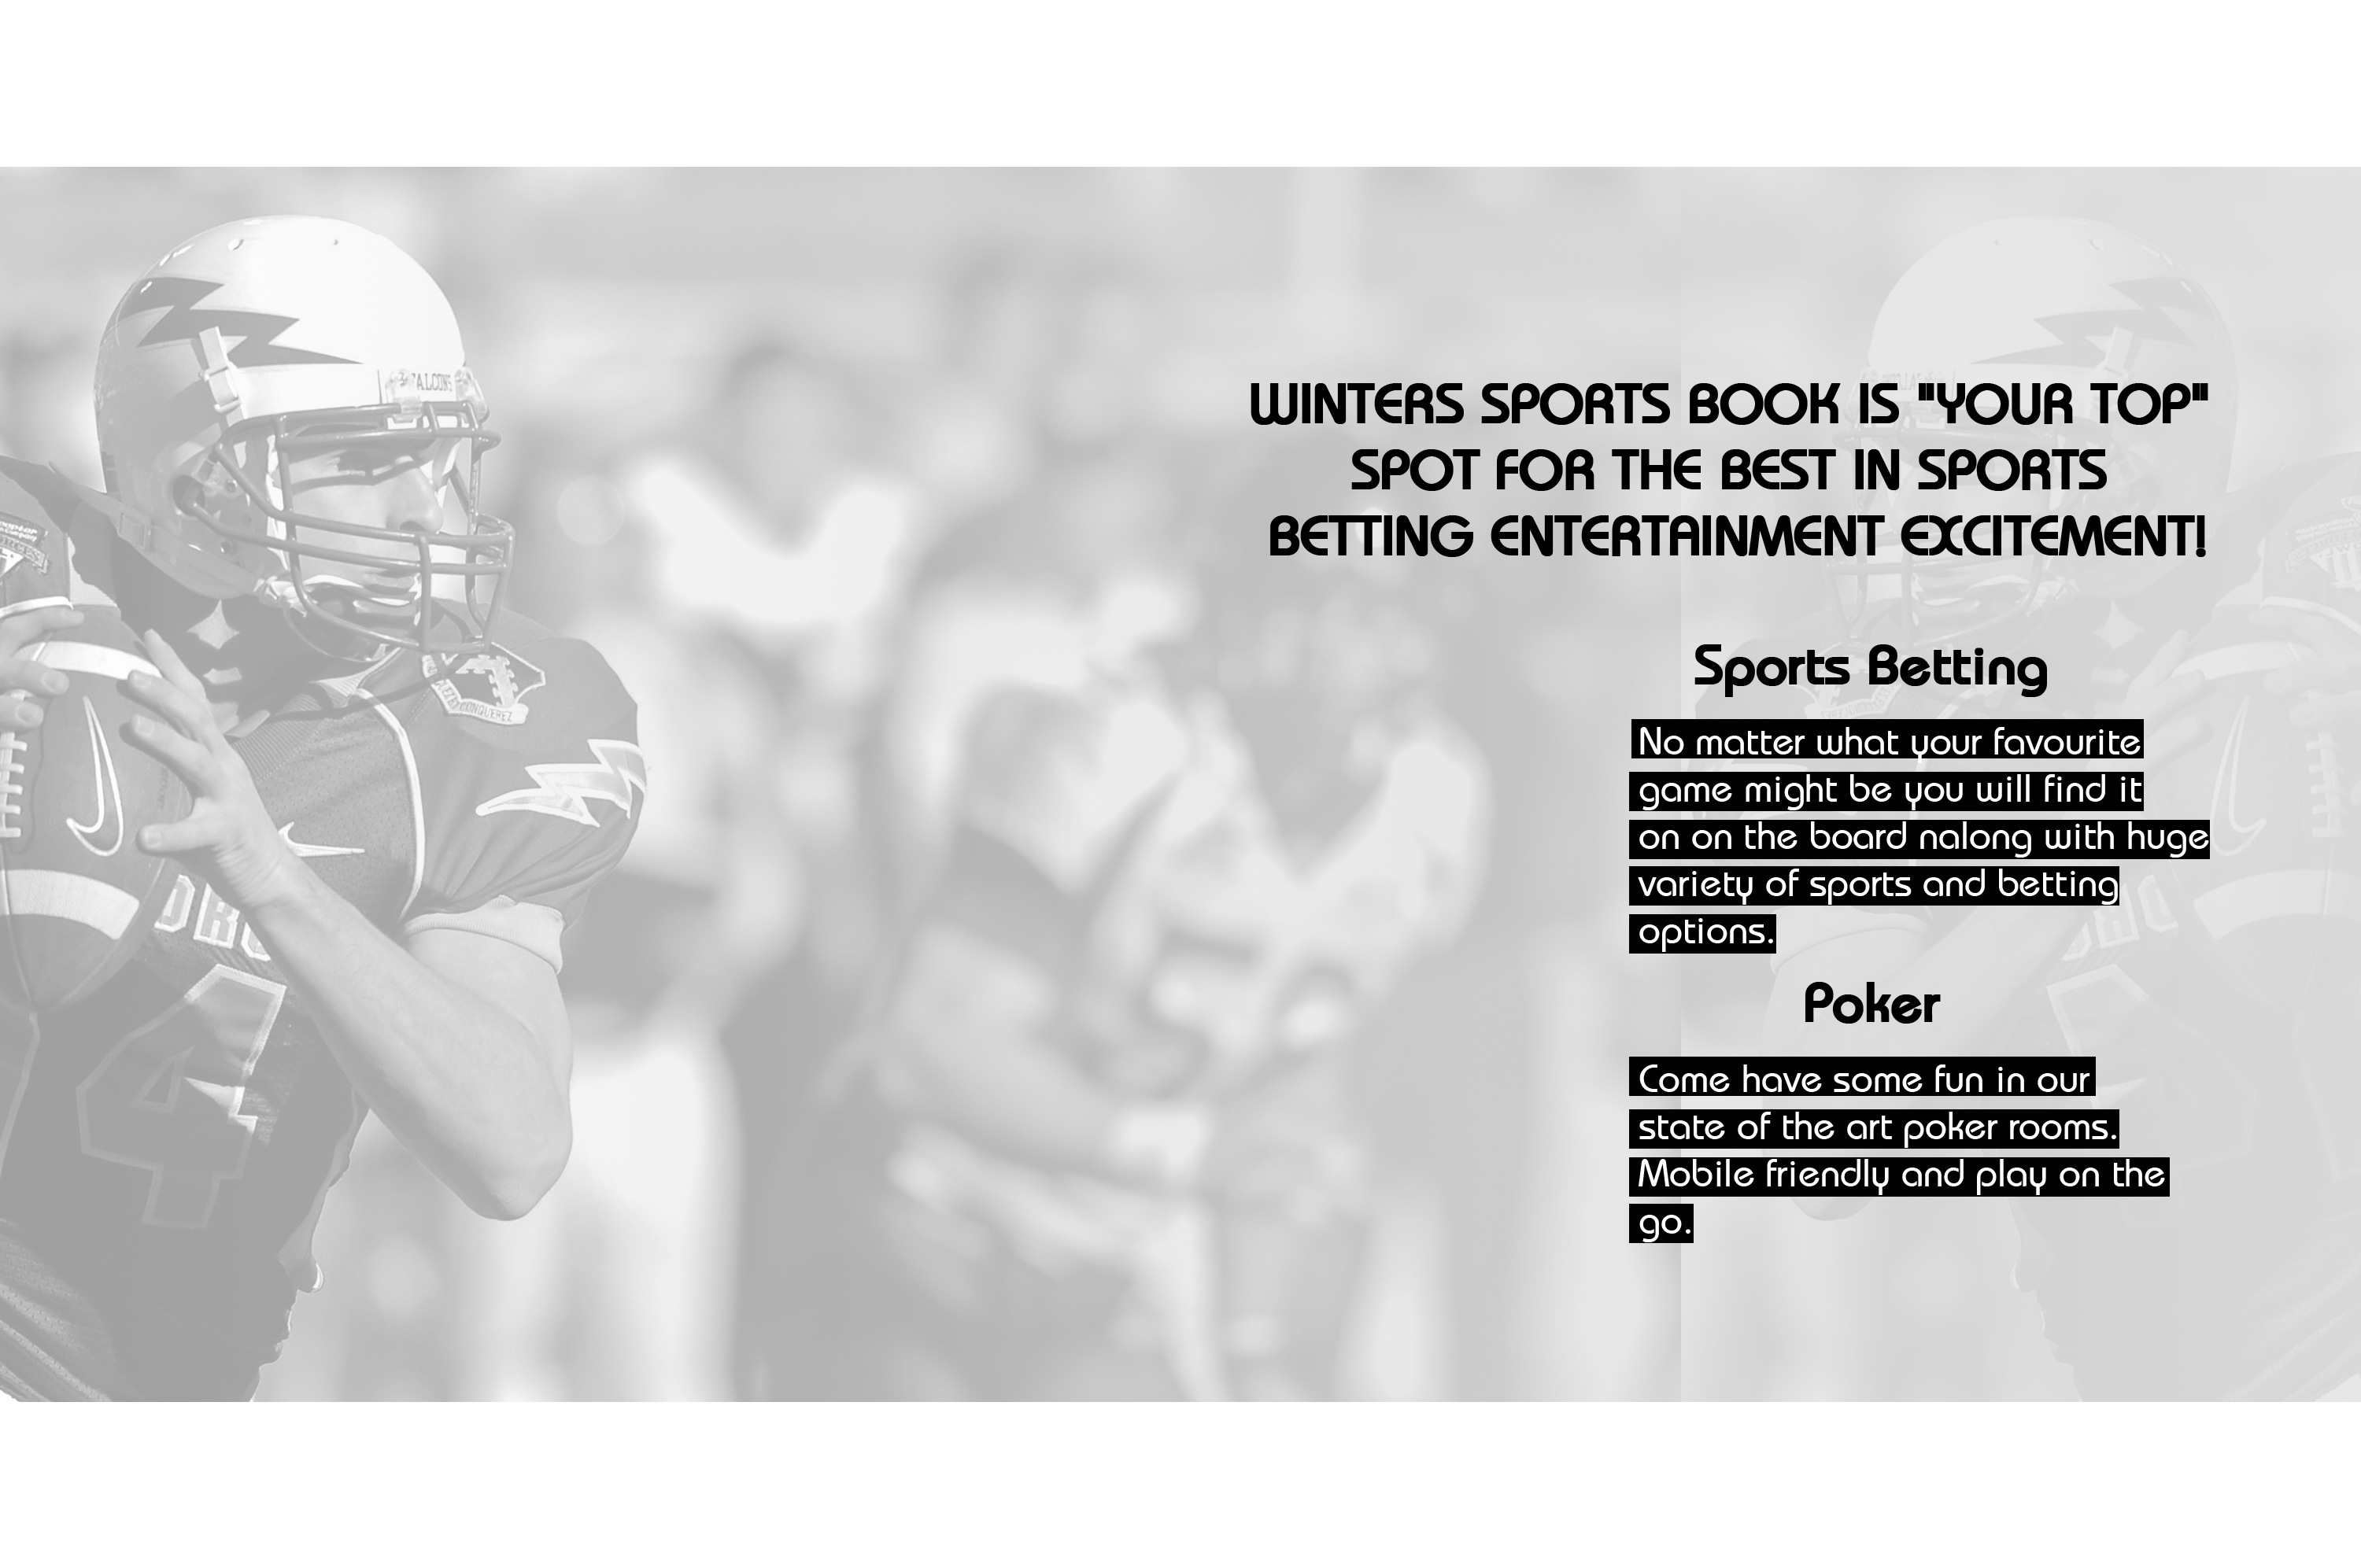 WINTERS SPORTS BOOK IS "YOUR TOP"
SPOT FOR THE BEST IN SPORTS
BETTING ENTERTAINMENT EXCITEMENT!
Sports Betting
No matter what your favourite
game might be you will find it
on on the board nalong with huge
variety of sports and betting
options.
Poker
Come have some fun in our
state of the art poker rooms.
Mobile friendly and play on the
go.
FALCONS
4